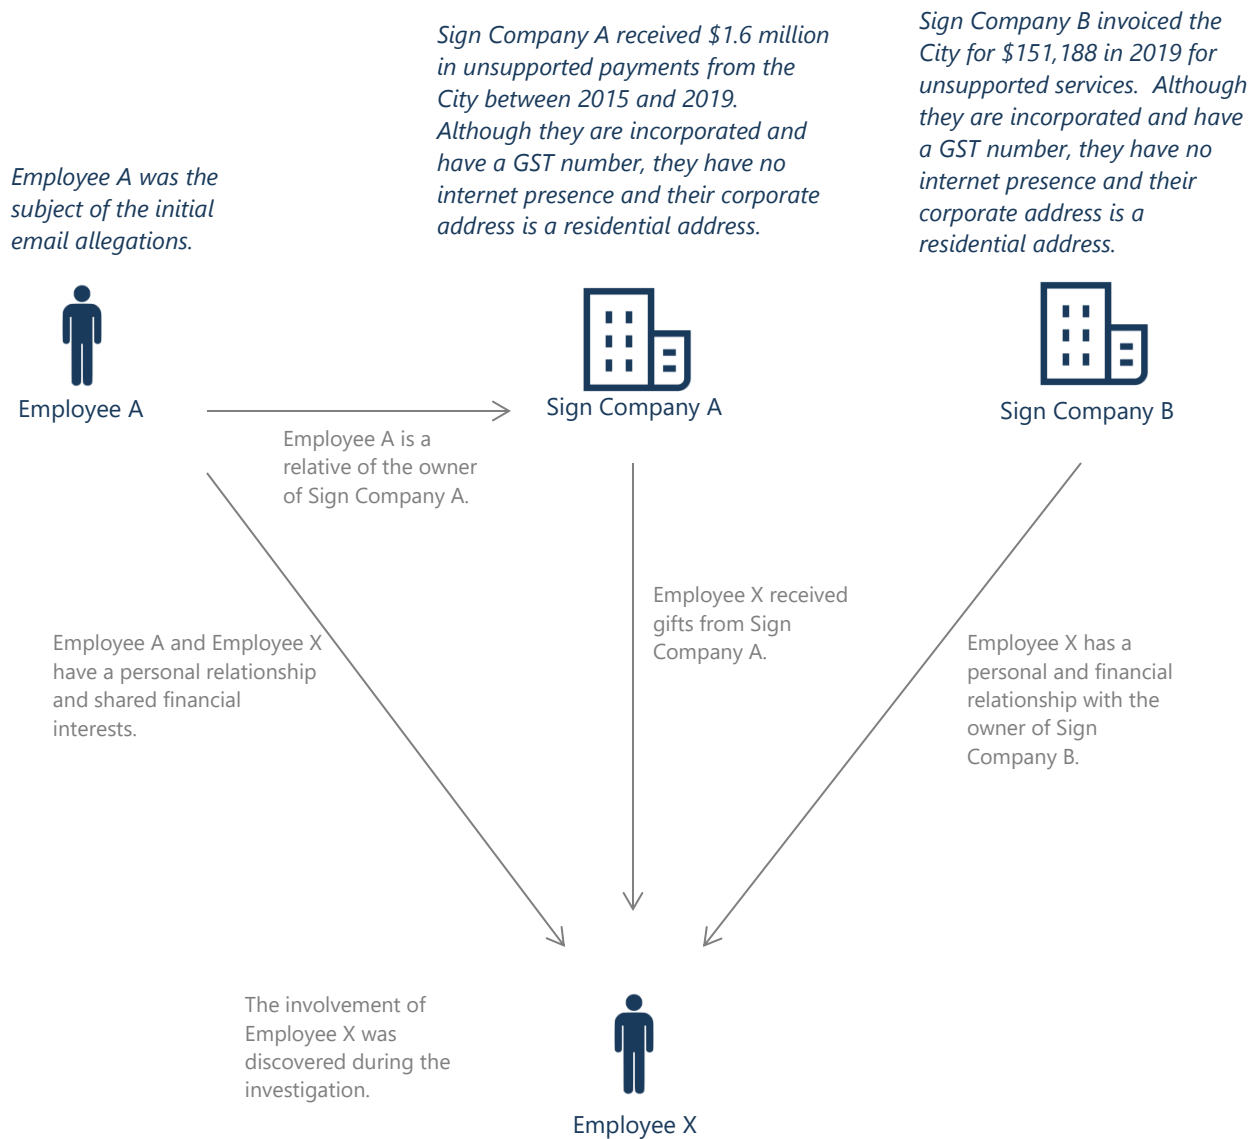 Sign Company A received $1.6 million
in unsupported payments from the
City between 2015 and 2019.
Although they are incorporated and
have a GST number, they have no
internet presence and their corporate
address is a residential address.
Sign Company B invoiced the
City for $151,188 in 2019 for
unsupported services.  Although
they are incorporated and have
a GST number, they have no
internet presence and their
corporate address is a
residential address.
Employee A was the
subject of the initial
email allegations.
Employee A
Sign Company A
Sign Company B
Employee A is a
relative of the owner
of Sign Company A.
Employee A and Employee X
have a personal relationship
and shared financial
interests.
Employee X received
gifts from Sign
Company A.
Employee X has a
personal and financial
relationship with the
owner of Sign
Company B.
The involvement of
Employee X was
discovered during the
investigation.
Employee X